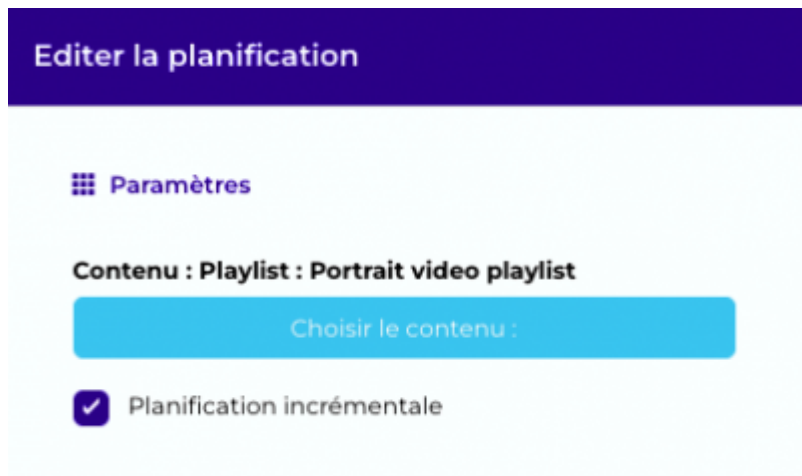 Editer la planification
Paramètres
Contenu : Playlist : Portrait video playlist
Choisir le contenu :
Planification incrémentale